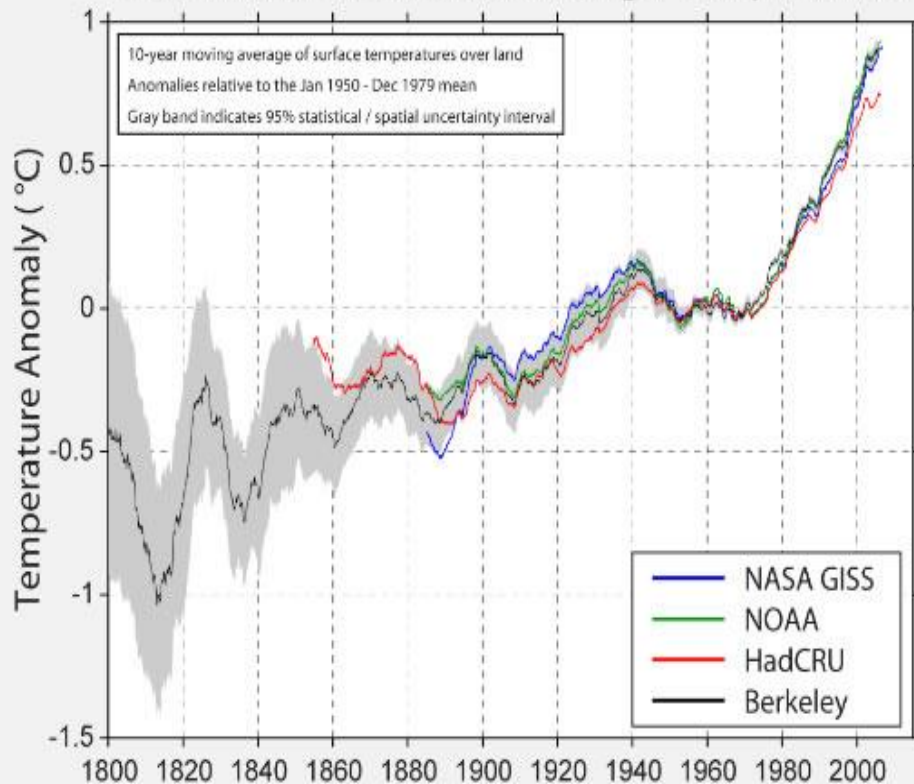 1
10-year moving average of surface temperatures over land
Anomalies relative to the Jan 1950 - Dec 1979 mean
Gray band indicates 95% statistical / spatial uncertainty interval
0.5
Temperature Anomaly ( °C)
0
-0.5
-1
NASA GISS
NOAA
HadCRU
Berkeley
-1.5
1800 1820 1840 1860 1880 1900 1920 1940 1960 1980 2000